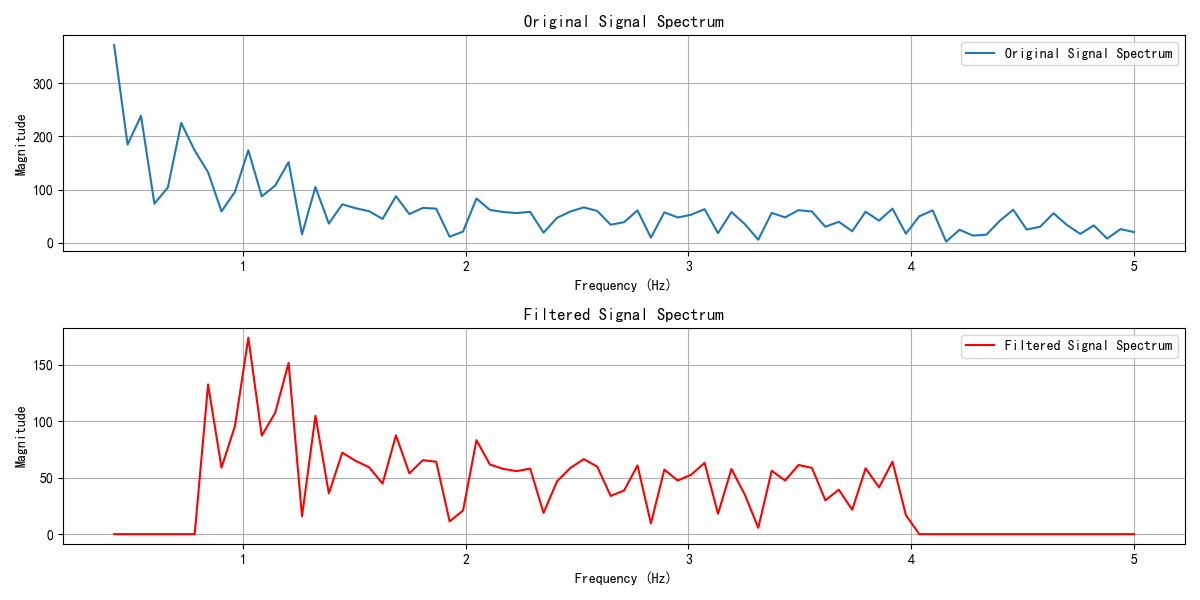 Original Signal Spectrum
Original Signal Spectrum
Magnitude
300
200
100
0
1 2 3 4 5
Frequency (Hz)
Filtered Signal Spectrum
Filtered Signal Spectrum
Magnitude
150
100
50
0
1 2 3 4 5
Frequency (Hz)